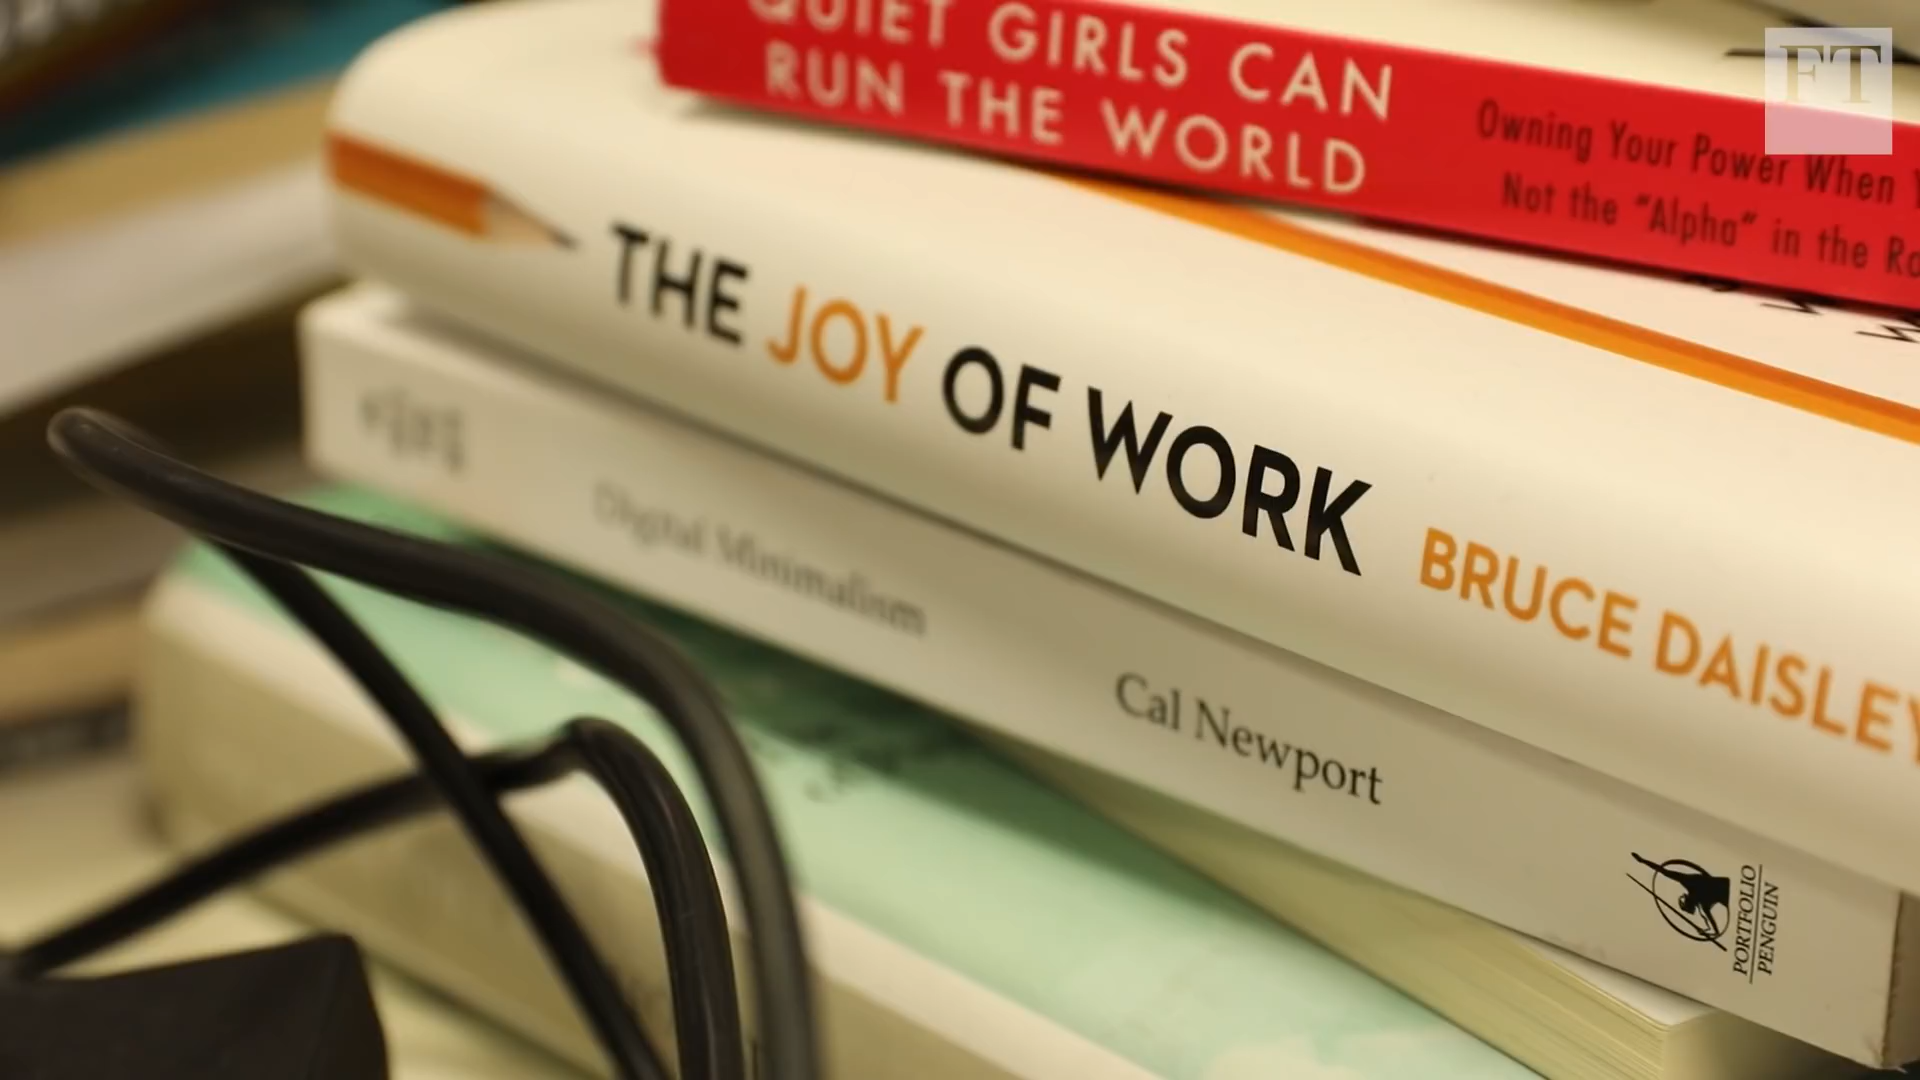 QUIET GIRLS CAN
RUN THE WORLD
Owning Your Power When
Not the "Alpha" in the
FT
THE JOY OF WORK BRUCE DAISLEY
Digital Minimalism Cal Newport
PORTFOLIO
PENGUIN